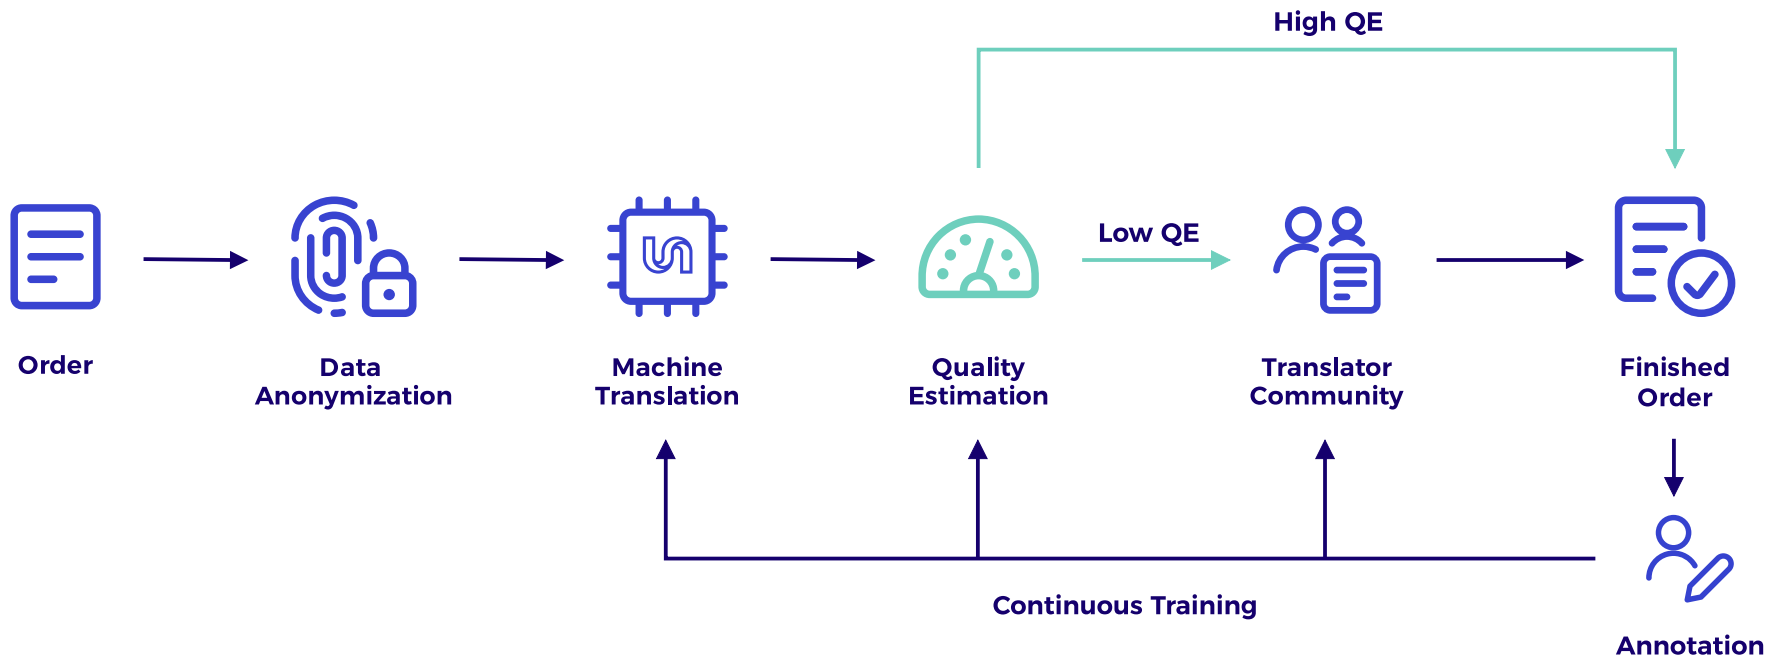 High QE
Low QE
Order
Data
Anonymization
Machine
Translation
Quality
Estimation
Translator
Community
Finished
Order
Continuous Training
Annotation